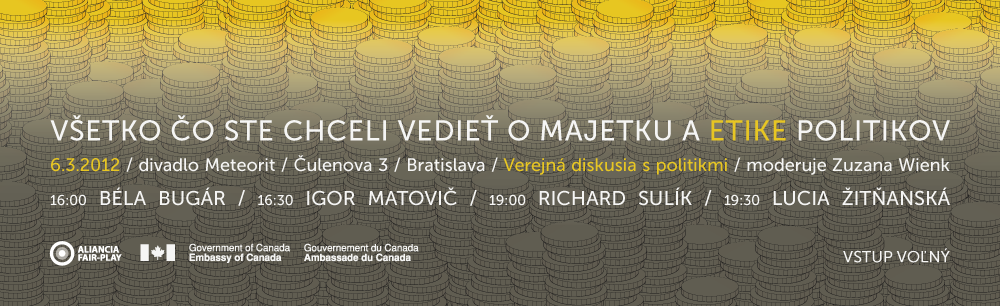 VŠETKO ČO STE CHCELI VEDIEŤ O MAJETKU A ETIKE POLITIKOV
6.3.2012 / divadlo Meteorit / Čulenova 3 / Bratislava / Verejná diskusia s politikmi / moderuje Zuzana Wienk
16:00 BÉLA BUGÁR / 16:30 IGOR MATOVIČ / 19:00 RICHARD SULÍK / 19:30 LUCIA ŽITŇANSKÁ
ALIANCIA
FAIR-PLAY
Government of Canada
Embassy of Canada
Gouvernement du Canada
Ambassade du Canada
VSTUP VOĽNÝ